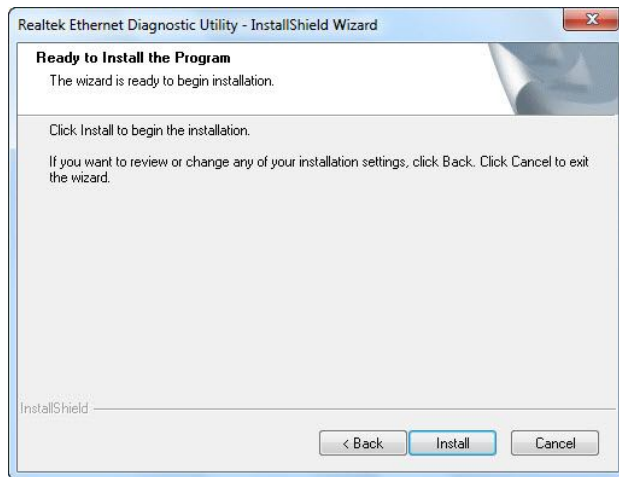 Realtek Ethernet Diagnostic Utility - InstallShield Wizard
Ready to Install the Program
The wizard is ready to begin installation.
Click Install to begin the installation.
If you want to review or change any of your installation settings, click Back. Click Cancel to exit
the wizard.
InstallShield
< Back Install Cancel